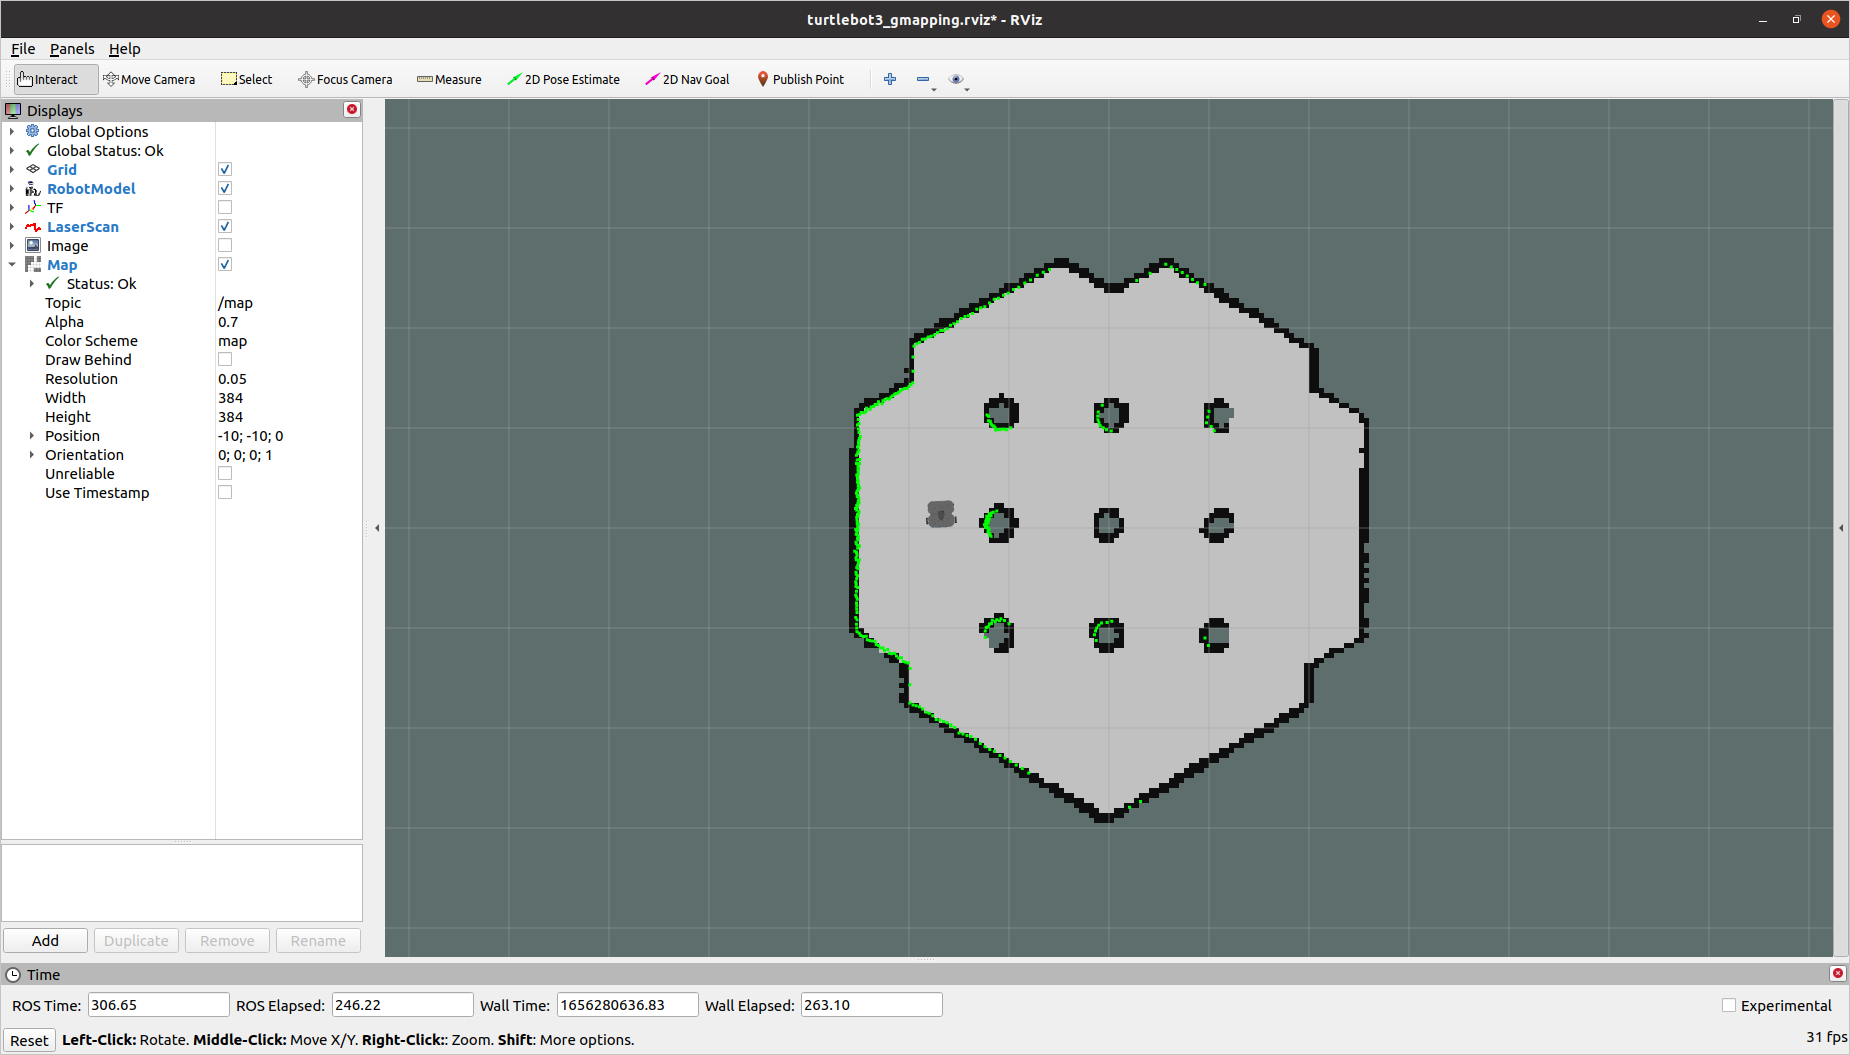 turtlebot3_gmapping.rviz* - RViz
File Panels Help
Interact Move Camera Select Focus Camera Measure 2D Pose Estimate 2D Nav Goal Publish Point
Displays
Global Options
Global Status: Ok
Grid
RobotModel
TF
LaserScan
Image
Map
Status: Ok
Topic /map
Alpha 0.7
Color Scheme map
Draw Behind
Resolution 0.05
Width 384
Height 384
Position -10; -10; 0
Orientation 0; 0; 0; 1
Unreliable
Use Timestamp
Add Duplicate Remove Rename
Time
ROS Time: 306.65 ROS Elapsed: 246.22 Wall Time: 1656280636.83 Wall Elapsed: 263.10 Experimental
Reset Left-Click: Rotate. Middle-Click: Move X/Y. Right-Click:: Zoom. Shift: More options. 31 fps